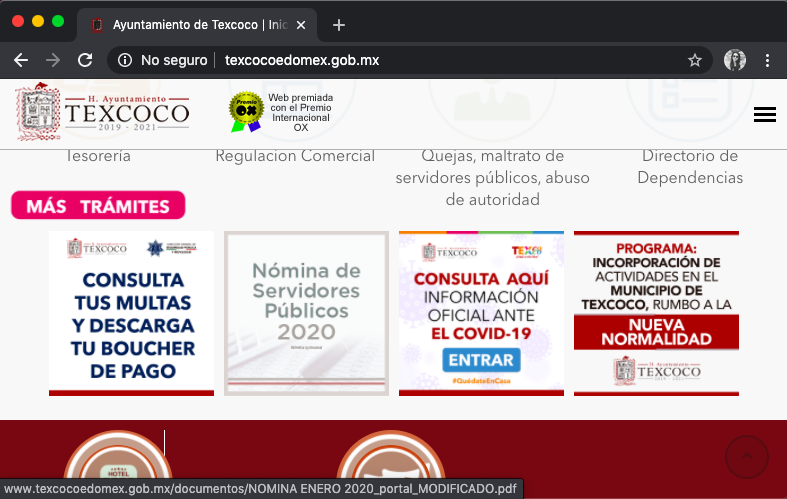 Ayuntamiento de Texcoco | Inic
No seguro
texcocoedomex.gob.mx
H. Ayuntamiento
TEXCOCO
2019 - 2021
Premio
OX
Web premiada
con el Premio
Internacional
OX
Tesorería
Regulacion Comercial
Quejas, maltrato de
servidores públicos, abuso
de autoridad
Directorio de
Dependencias
MÁS TRÁMITES
TEXCOCO
CONSULTA
TUS MULTAS
Y DESCARGA
TU BOUCHER
DE PAGO
Nómina de
Servidores
Públicos
2020
TEXCOCO
CONSULTA AQUÍ
INFORMACIÓN
OFICIAL ANTE
EL COVID-19
ENTRAR
#QuédateEnCasa
PROGRAMA:
INCORPORACIÓN DE
ACTIVIDADES EN EL
MUNICIPIO DE
TEXCOCO, RUMBO A LA
NUEVA
NORMALIDAD
H. Ayuntamiento
TEXCOCO
2019 - 2021
HOTEL
www.texcocoedomex.gob.mx/documentos/NOMINA ENERO 2020_portal_MODIFICADO.pdf